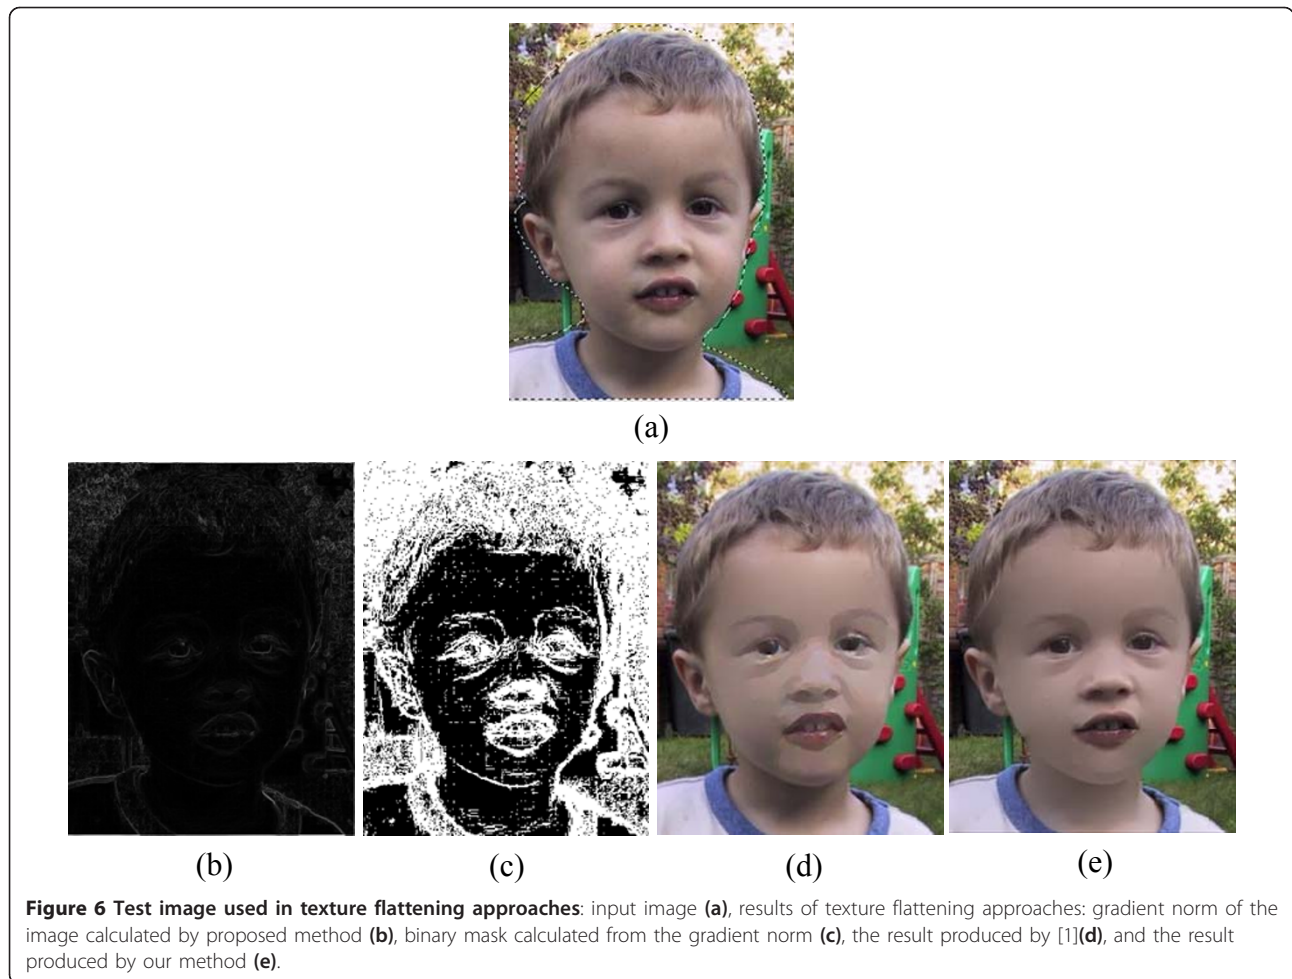 (a)
(b) (c) (d) (e)
Figure 6 Test image used in texture flattening approaches: input image (a), results of texture flattening approaches: gradient norm of the
image calculated by proposed method (b), binary mask calculated from the gradient norm (c), the result produced by [1](d), and the result
produced by our method (e).